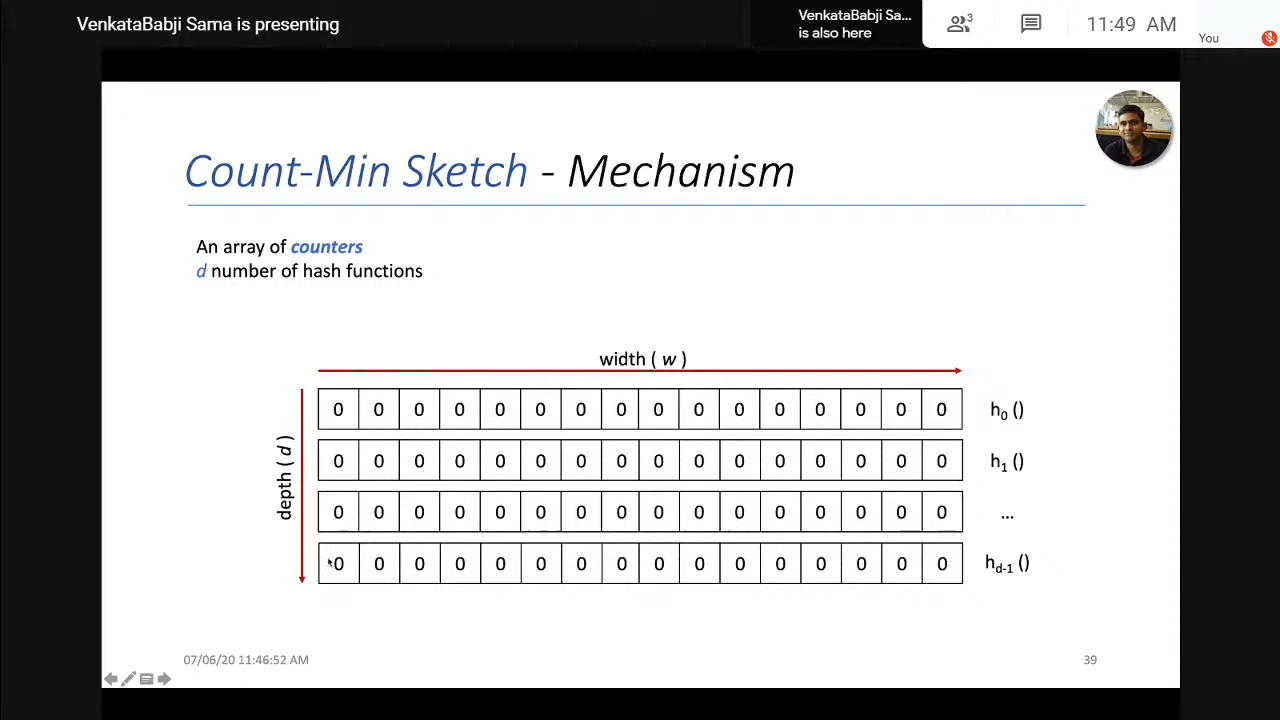 VenkataBabji Sama is presenting
VenkataBabji Sa...
is also here
3
11:49 AM
You
Count-Min Sketch - Mechanism
An array of counters
d number of hash functions
width ( w )
depth ( d )
0 0 0 0 0 0 0 0 0 0 0 0 0 0 0 0 h0 ()
0 0 0 0 0 0 0 0 0 0 0 0 0 0 0 0 h1 ()
0 0 0 0 0 0 0 0 0 0 0 0 0 0 0 0 ...
0 0 0 0 0 0 0 0 0 0 0 0 0 0 0 0 hd-1 ()
07/06/20 11:46:52 AM
39